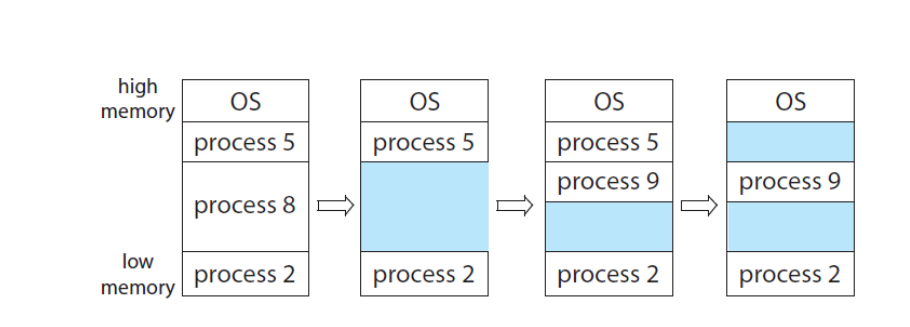 high
memory
OS
process 5
process 8
process 2
low
memory
OS
process 5
process 2
OS
process 5
process 9
process 2
OS
process 9
process 2